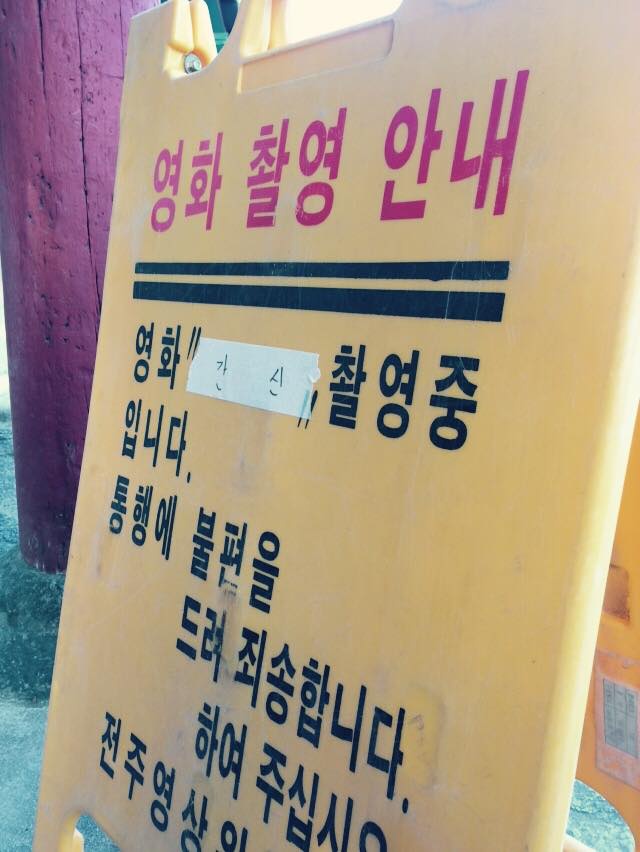 영화 촬영 안내
영화 "간 신" 촬영중
입니다.
통행에 불편을
드려 죄송합니다.
하여 주십시오
전주영상위